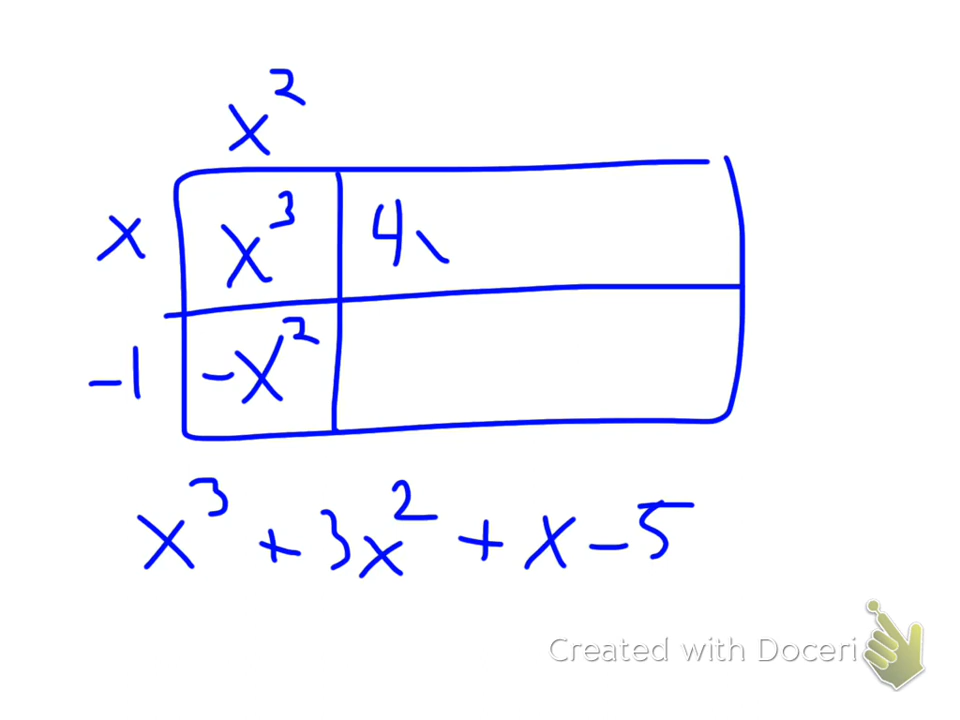 x²
x x³ 4
-1 -x²
x³ + 3x² + x - 5
Created with Doceri